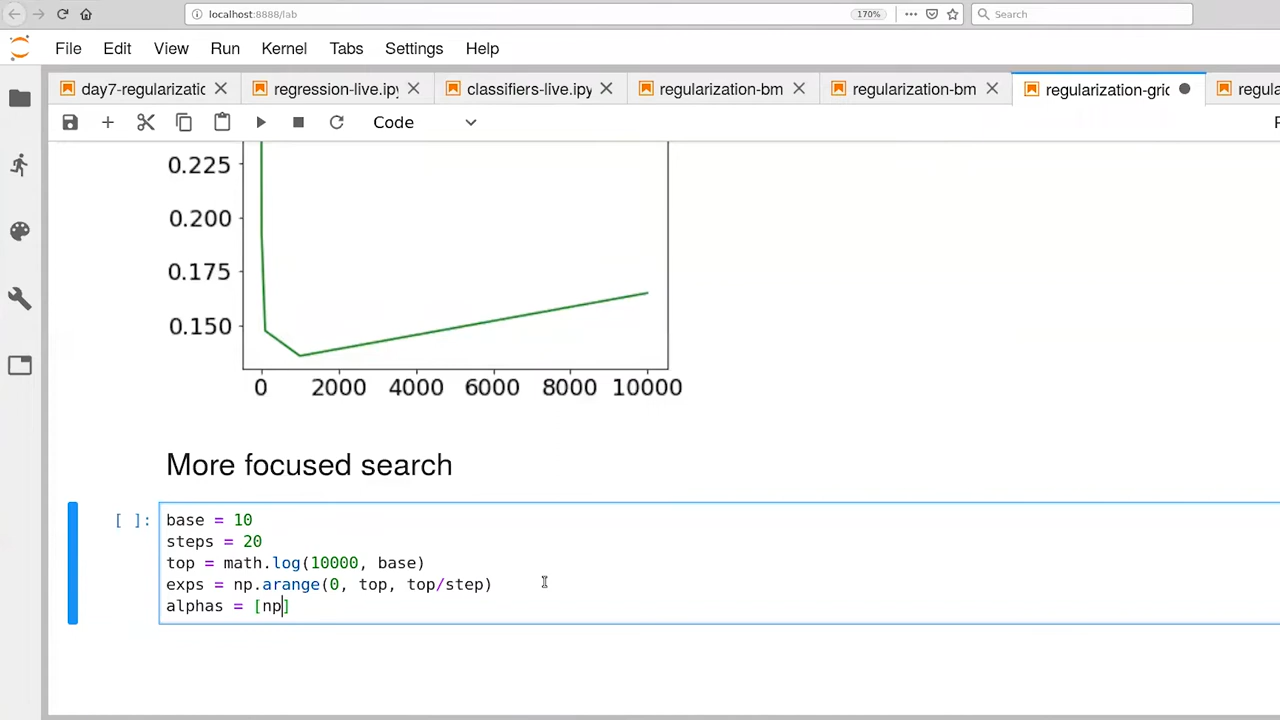 localhost:8888/lab
170%
Search
File Edit View Run Kernel Tabs Settings Help
day7-regularizatic
regression-live.ipy
classifiers-live.ipy
regularization-bm
regularization-bm
regularization-gric
regula
Code
0.225
0.200
0.175
0.150
0 2000 4000 6000 8000 10000
More focused search
[ ]:
base = 10
steps = 20
top = math.log(10000, base)
exps = np.arange(0, top, top/step)
alphas = [np]